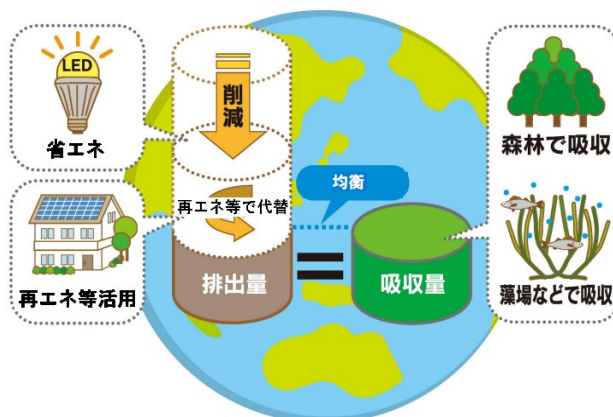 LED
省エネ
再エネ等活用
削減
再エネ等で代替
排出量
均衡
=
吸収量
森林で吸収
藻場などで吸収